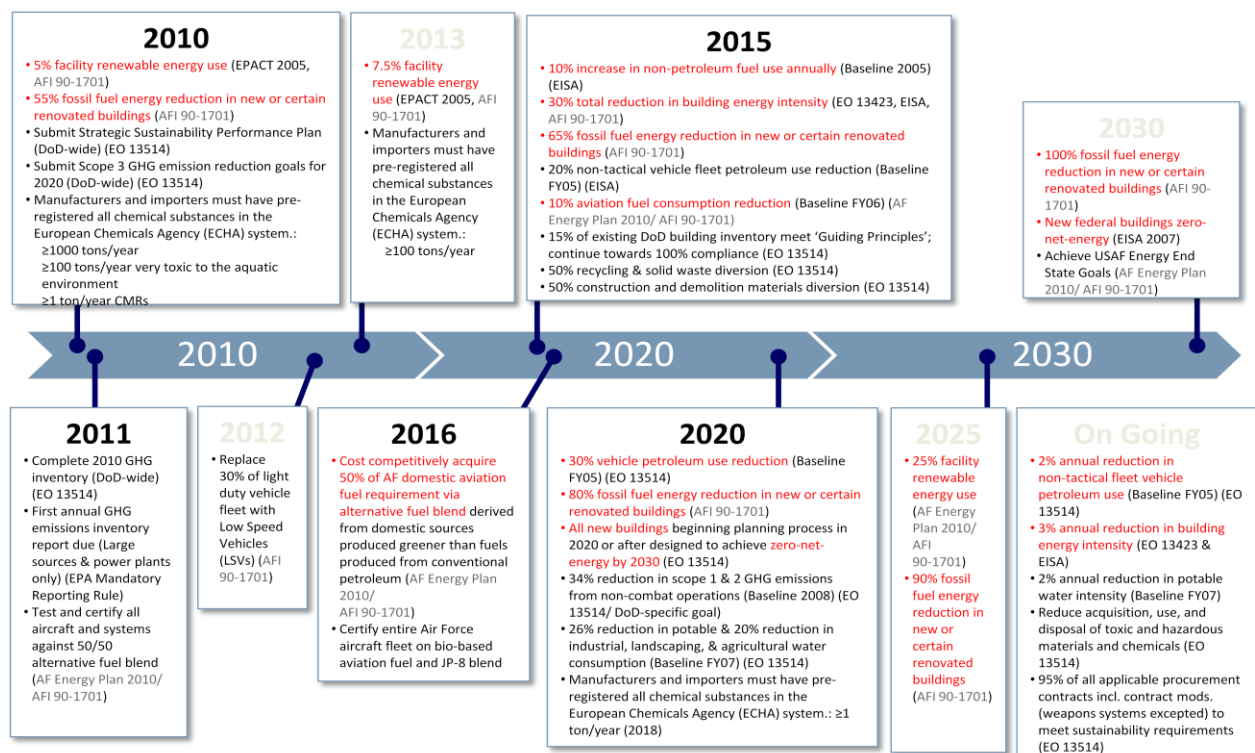 2010
• 5% facility renewable energy use (EPACT 2005,
AFI 90-1701)
• 55% fossil fuel energy reduction in new or certain
renovated buildings (AFI 90-1701)
• Submit Strategic Sustainability Performance Plan
(DoD-wide) (EO 13514)
• Submit Scope 3 GHG emission reduction goals for
2020 (DoD-wide) (EO 13514)
• Manufacturers and importers must have pre-
registered all chemical substances in the
European Chemicals Agency (ECHA) system.:
≥1000 tons/year
≥100 tons/year very toxic to the aquatic
environment
≥1 ton/year CMRs
2013
• 7.5% facility
renewable energy
use (EPACT 2005, AFI
90-1701)
• Manufacturers and
importers must have
pre-registered all
chemical substances
in the European
Chemicals Agency
(ECHA) system.:
≥100 tons/year
2015
• 10% increase in non-petroleum fuel use annually (Baseline 2005)
(EISA)
• 30% total reduction in building energy intensity (EO 13423, EISA,
AFI 90-1701)
• 65% fossil fuel energy reduction in new or certain renovated
buildings (AFI 90-1701)
• 20% non-tactical vehicle fleet petroleum use reduction (Baseline
FY05) (EISA)
• 10% aviation fuel consumption reduction (Baseline FY06) (AF
Energy Plan 2010/ AFI 90-1701)
• 15% of existing DoD building inventory meet ‘Guiding Principles’;
continue towards 100% compliance (EO 13514)
• 50% recycling & solid waste diversion (EO 13514)
• 50% construction and demolition materials diversion (EO 13514)
2030
• 100% fossil fuel energy
reduction in new or certain
renovated buildings (AFI 90-
1701)
• New federal buildings zero-
net-energy (EISA 2007)
• Achieve USAF Energy End
State Goals (AF Energy Plan
2010/ AFI 90-1701)
2010
2020
2030
2011
• Complete 2010 GHG
inventory (DoD-wide)
(EO 13514)
• First annual GHG
emissions inventory
report due (Large
sources & power plants
only) (EPA Mandatory
Reporting Rule)
• Test and certify all
aircraft and systems
against 50/50
alternative fuel blend
(AF Energy Plan 2010/
AFI 90-1701)
2012
• Replace
30% of light
duty vehicle
fleet with
Low Speed
Vehicles
(LSVs) (AFI
90-1701)
2016
• Cost competitively acquire
50% of AF domestic aviation
fuel requirement via
alternative fuel blend derived
from domestic sources
produced greener than fuels
produced from conventional
petroleum (AF Energy Plan
2010/
AFI 90-1701)
• Certify entire Air Force
aircraft fleet on bio-based
aviation fuel and JP-8 blend
2020
• 30% vehicle petroleum use reduction (Baseline
FY05) (EO 13514)
• 80% fossil fuel energy reduction in new or certain
renovated buildings (AFI 90-1701)
• All new buildings beginning planning process in
2020 or after designed to achieve zero-net-
energy by 2030 (EO 13514)
• 34% reduction in scope 1 & 2 GHG emissions
from non-combat operations (Baseline 2008) (EO
13514/ DoD-specific goal)
• 26% reduction in potable & 20% reduction in
industrial, landscaping, & agricultural water
consumption (Baseline FY07) (EO 13514)
• Manufacturers and importers must have pre-
registered all chemical substances in the
European Chemicals Agency (ECHA) system.: ≥1
ton/year (2018)
2025
• 25% facility
renewable
energy use
(AF Energy
Plan 2010/
AFI
90-1701)
• 90% fossil
fuel energy
reduction in
new or
certain
renovated
buildings
(AFI 90-1701)
On Going
• 2% annual reduction in
non-tactical fleet vehicle
petroleum use (Baseline FY05) (EO
13514)
• 3% annual reduction in building
energy intensity (EO 13423 &
EISA)
• 2% annual reduction in potable
water intensity (Baseline FY07)
• Reduce acquisition, use, and
disposal of toxic and hazardous
materials and chemicals (EO
13514)
• 95% of all applicable procurement
contracts incl. contract mods.
(weapons systems excepted) to
meet sustainability requirements
(EO 13514)